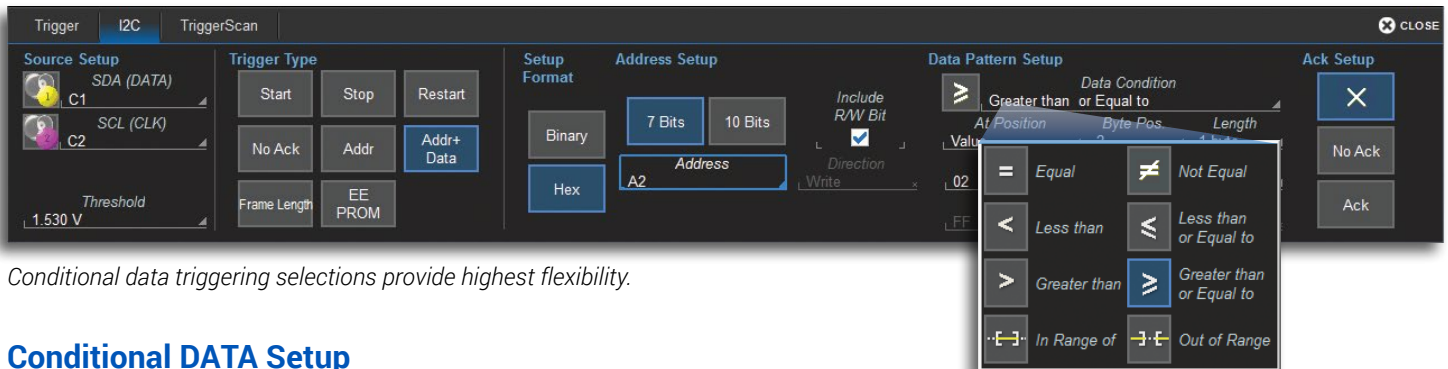 Trigger I2C TriggerScan CLOSE
Source Setup
SDA (DATA)
C1
SCL (CLK)
C2
Threshold
1.530 V
Trigger Type
Start Stop Restart
No Ack Addr Addr+
Data
Frame Length EE
PROM
Setup
Format
Binary
Hex
Address Setup
7 Bits 10 Bits
Include
R/W Bit
Address
A2
Direction
Write
Data Pattern Setup
Data Condition
Greater than or Equal to
At Position Byte Pos. Length
02
FF
= Equal ≠ Not Equal
< Less than ≤ Less than
or Equal to
> Greater than ≥ Greater than
or Equal to
In Range of Out of Range
Ack Setup
X
No Ack
Ack
Conditional data triggering selections provide highest flexibility.
Conditional DATA Setup